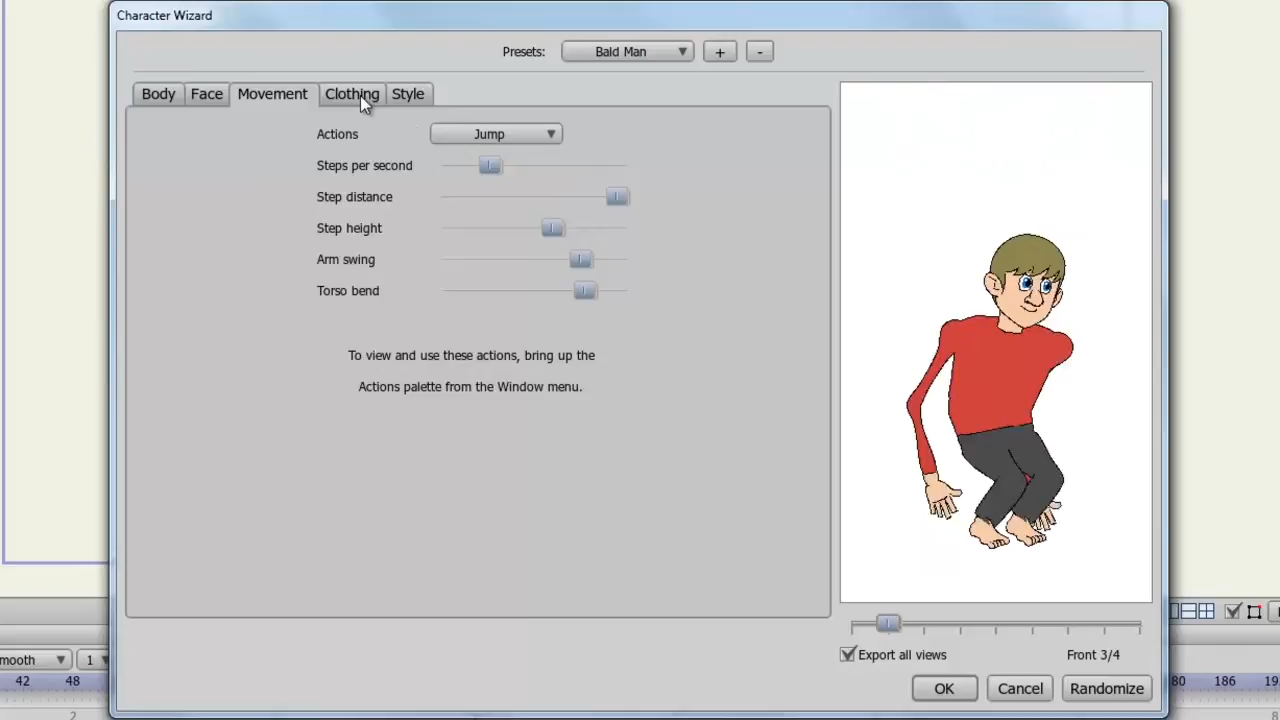 Character Wizard
Presets: Bald Man + -
Body Face Movement Clothing Style
Actions Jump
Steps per second
Step distance
Step height
Arm swing
Torso bend
To view and use these actions, bring up the
Actions palette from the Window menu.
Export all views Front 3/4
OK Cancel Randomize
mooth 1
42 48 80 186 19
2